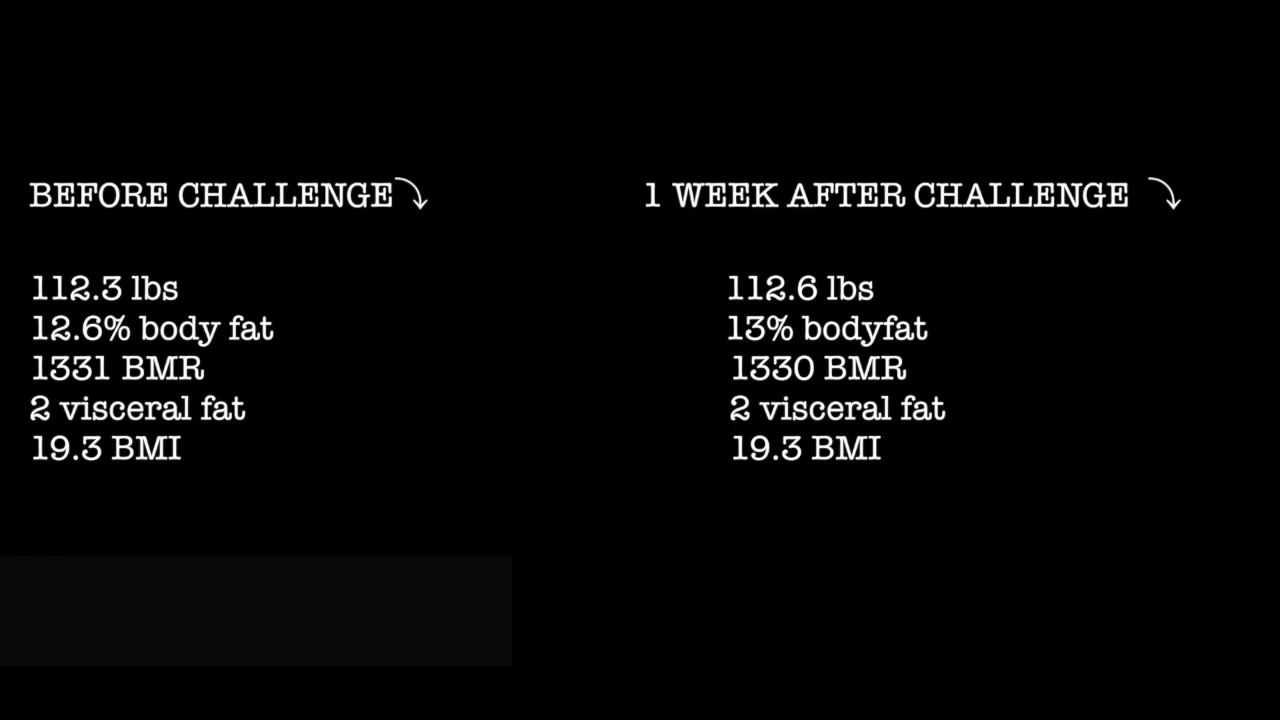 BEFORE CHALLENGE
112.3 lbs
12.6% body fat
1331 BMR
2 visceral fat
19.3 BMI
1 WEEK AFTER CHALLENGE
112.6 lbs
13% bodyfat
1330 BMR
2 visceral fat
19.3 BMI